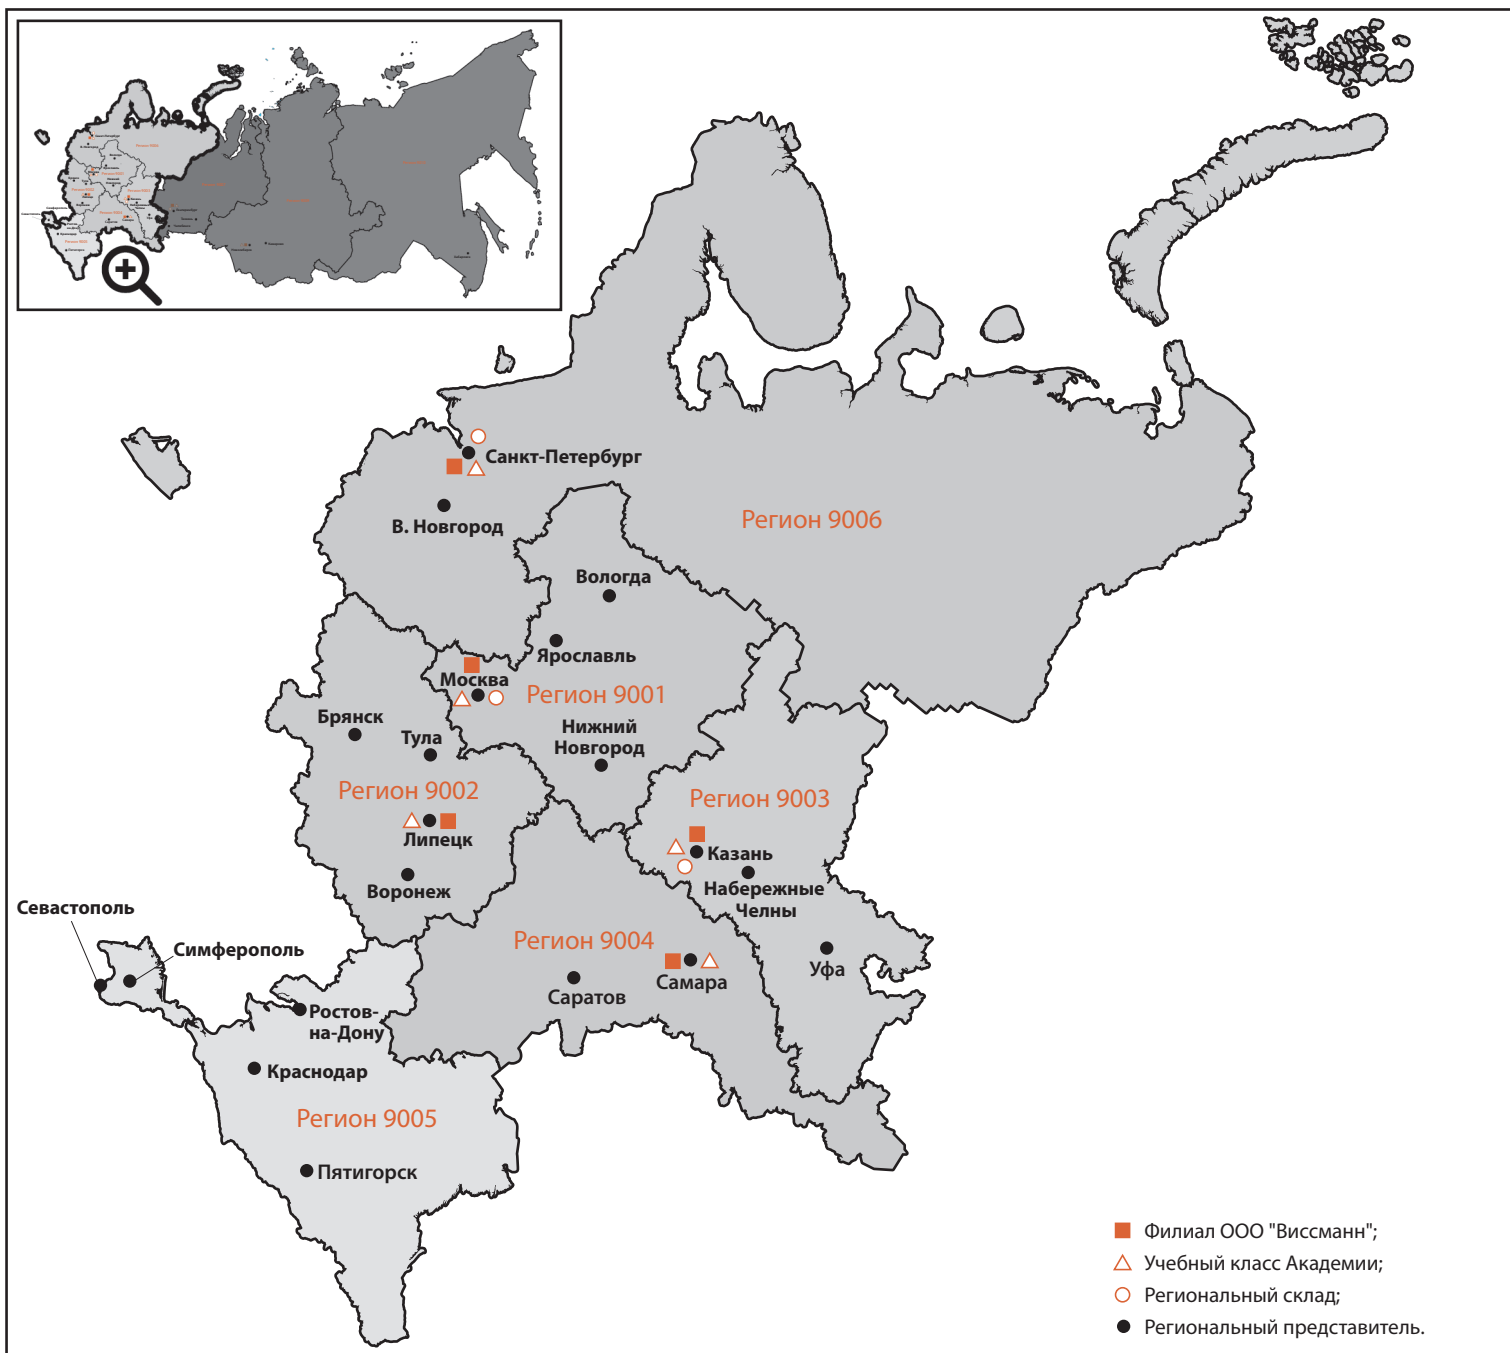 Санкт-Петербург
В. Новгород
Регион 9006
Вологда
Ярославль
Москва
Регион 9001
Брянск
Тула
Нижний
Новгород
Регион 9002
Регион 9003
Липецк
Казань
Воронеж
Набережные
Челны
Севастополь
Симферополь
Регион 9004
Уфа
Самара
Саратов
Ростов-
на-Дону
Краснодар
Регион 9005
Пятигорск
Филиал ООО "Виссманн";
Учебный класс Академии;
Региональный склад;
Региональный представитель.